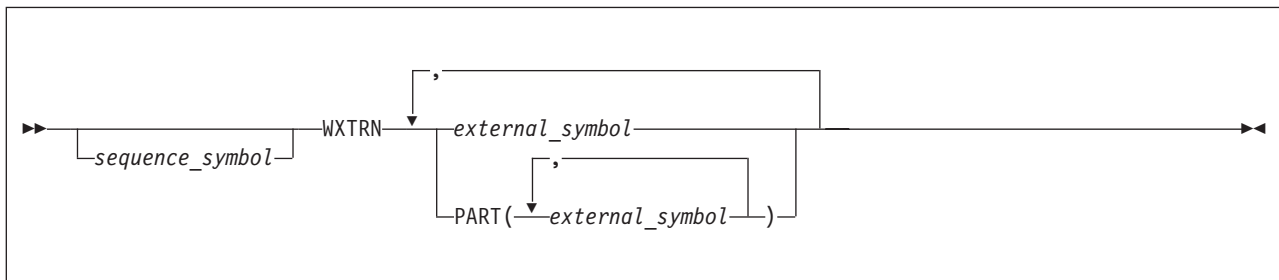 ,
WXTRN external_symbol
sequence_symbol ,
PART( external_symbol )